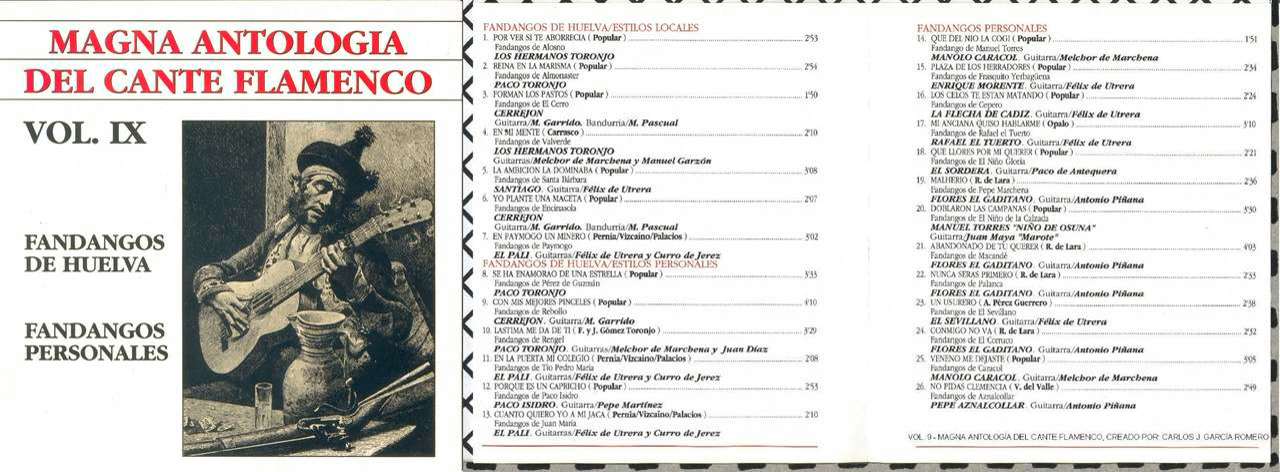 MAGNA ANTOLOGIA
DEL CANTE FLAMENCO
VOL. IX
FANDANGOS
DE HUELVA
FANDANGOS
PERSONALES
FANDANGOS DE HUELVA/ESTILOS LOCALES
1. POR VER SI TE ABORRECIA ( Popular ) 2'53
Fandangos de Alosno
LOS HERMANOS TORONJO
2. REINA EN LA MARISMA ( Popular ) 2'54
Fandangos de Almonaster
PACO TORONJO
3. FORMAN LOS PASTOS ( Popular ) 1'50
Fandangos de El Cerro
CERREJON
Guitarra/M. Garrido. Bandurria/M. Pascual
4. EN MI MENTE ( Carrasco ) 2'10
Fandangos de Valverde
LOS HERMANOS TORONJO
Guitarras/Melchor de Marchena y Manuel Garzón
5. LA AMBICION LA DOMINABA ( Popular ) 3'08
Fandangos de Santa Bárbara
SANTIAGO. Guitarra/Félix de Utrera
6. YO PLANTE UNA MACETA ( Popular ) 2'07
Fandangos de Encinasola
CERREJON
Guitarra/M. Garrido. Bandurria/M. Pascual
7. EN PAYMOGO UN MINERO ( Pernia/Vizcaino/Palacios ) 3'02
Fandangos de Paymogo
EL PALI. Guitarras/Félix de Utrera y Curro de Jerez
FANDANGOS DE HUELVA/ESTILOS PERSONALES
8. SE HA ENAMORAO DE UNA ESTRELLA ( Popular ) 3'33
Fandangos de Pérez de Guzmán
PACO TORONJO
9. CON MIS MEJORES PINCELES ( Popular ) 4'10
Fandangos de Rebollo
CERREJON. Guitarra/M. Garrido
10. LASTIMA ME DA DE TI ( F. y J. Gómez Toronjo ) 3'29
Fandangos de Rengel
PACO TORONJO. Guitarras/Melchor de Marchena y Juan Díaz
11. EN LA PUERTA MI COLEGIO ( Pernia/Vizcaino/Palacios ) 2'08
Fandangos de Tío Pedro María
EL PALI. Guitarras/Félix de Utrera y Curro de Jerez
12. PORQUE ES UN CAPRICHO ( Popular ) 2'53
Fandangos de Paco Isidro
PACO ISIDRO. Guitarra/Pepe Martínez
13. CUANTO QUIERO YO A MI JACA ( Pernia/Vizcaino/Palacios ) 2'10
Fandangos de Juan María
EL PALI. Guitarras/Félix de Utrera y Curro de Jerez
FANDANGOS PERSONALES
14. QUE DEL NIO LA COGI ( Popular ) 1'51
Fandango de Manuel Torres
MANOLO CARACOL. Guitarra/Melchor de Marchena
15. PLAZA DE LOS HERRADORES ( Popular ) 2'34
Fandangos de Frasquito Yerbagüena
ENRIQUE MORENTE. Guitarra/Félix de Utrera
16. LOS CELOS TE ESTAN MATANDO ( Popular ) 2'24
Fandangos de Cepero
LA FLECHA DE CADIZ. Guitarra/Félix de Utrera
17. MI ANCIANA QUISO HABLARME ( Opalo ) 3'10
Fandangos de Rafael el Tuerto
RAFAEL EL TUERTO. Guitarra/Félix de Utrera
18. QUE LLORES POR MI QUERER ( Popular ) 2'21
Fandangos de El Niño Gloria
EL SORDERA. Guitarra/Paco de Antequera
19. MALHERIO ( R. de Lara ) 2'56
Fandangos de Pepe Marchena
FLORES EL GADITANO. Guitarra/Antonio Piñana
20. DOBLARON LAS CAMPANAS ( Popular ) 3'30
Fandangos de El Niño de la Calzada
MANUEL TORRES "NIÑO DE OSUNA"
Guitarra/Juan Maya "Marote"
21. ABANDONADO DE TU QUERER ( R. de Lara ) 4'03
Fandangos de Macandé
FLORES EL GADITANO. Guitarra/Antonio Piñana
22. NUNCA SERAS PRIMERO ( R. de Lara ) 2'33
Fandangos de Palanca
FLORES EL GADITANO. Guitarra/Antonio Piñana
23. UN USURERO ( A. Pérez Guerrero ) 2'38
Fandangos de El Sevillano
EL SEVILLANO. Guitarra/Félix de Utrera
24. CONMIGO NO VA ( R. de Lara ) 2'32
Fandangos de El Corruco
FLORES EL GADITANO. Guitarra/Antonio Piñana
25. VENENO ME DEJASTE ( Popular ) 3'05
Fandangos de Caracol
MANOLO CARACOL. Guitarra/Melchor de Marchena
26. NO PIDAS CLEMENCIA ( V. del Valle ) 2'49
Fandangos de Aznalcollar
PEPE AZNALCOLLAR. Guitarra/Antonio Piñana
VOL. 9 - MAGNA ANTOLOGÍA DEL CANTE FLAMENCO, CREADO POR: CARLOS J. GARCÍA ROMERO